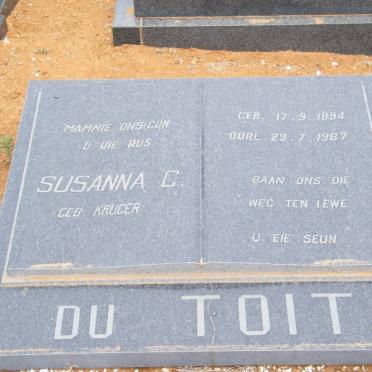 MAMMIE ONS GUN
U DIE RUS
SUSANNA C.
GEB. KRUGER
GEB. 17.9.1894
OORL. 29.7.1987
BAAN ONS DIE
WEG TEN LEWE
U EIE SEUN
DU TOIT